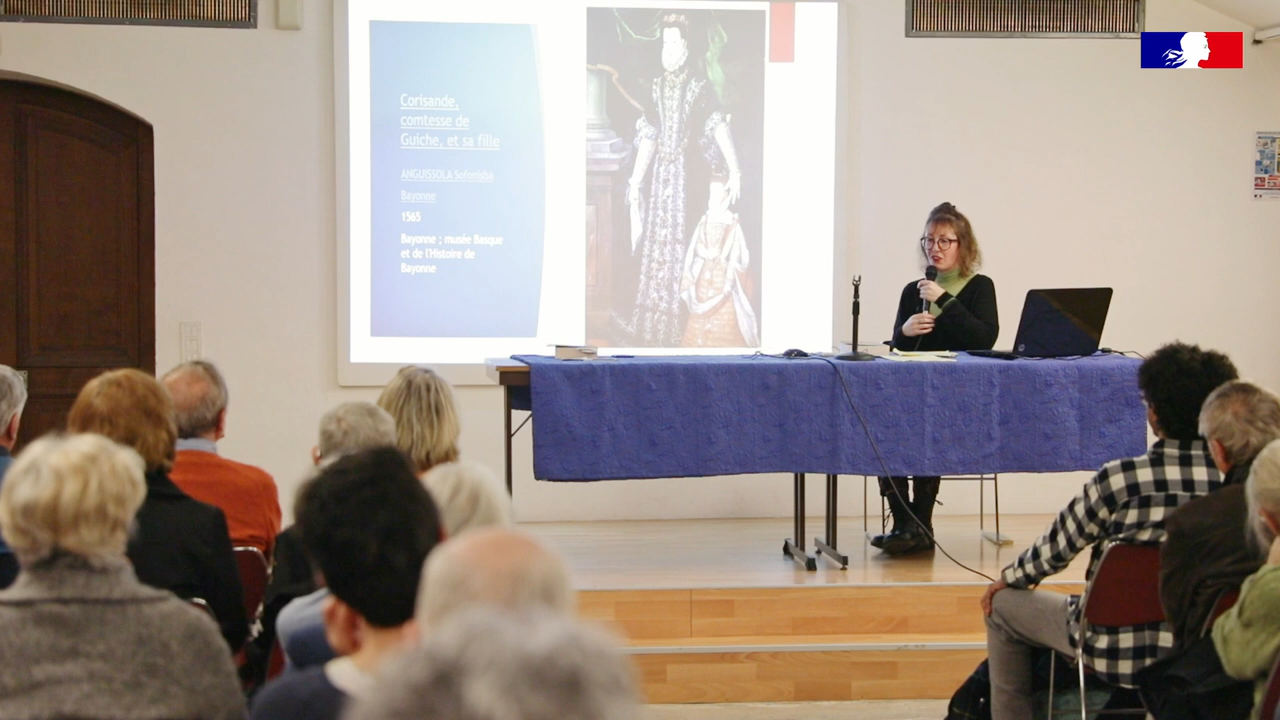 Corisande,
comtesse de
Guiche, et sa fille
ANGUISSOLA Sofonisba
Bayonne
1565
Bayonne ; musée Basque
et de l'Histoire de
Bayonne